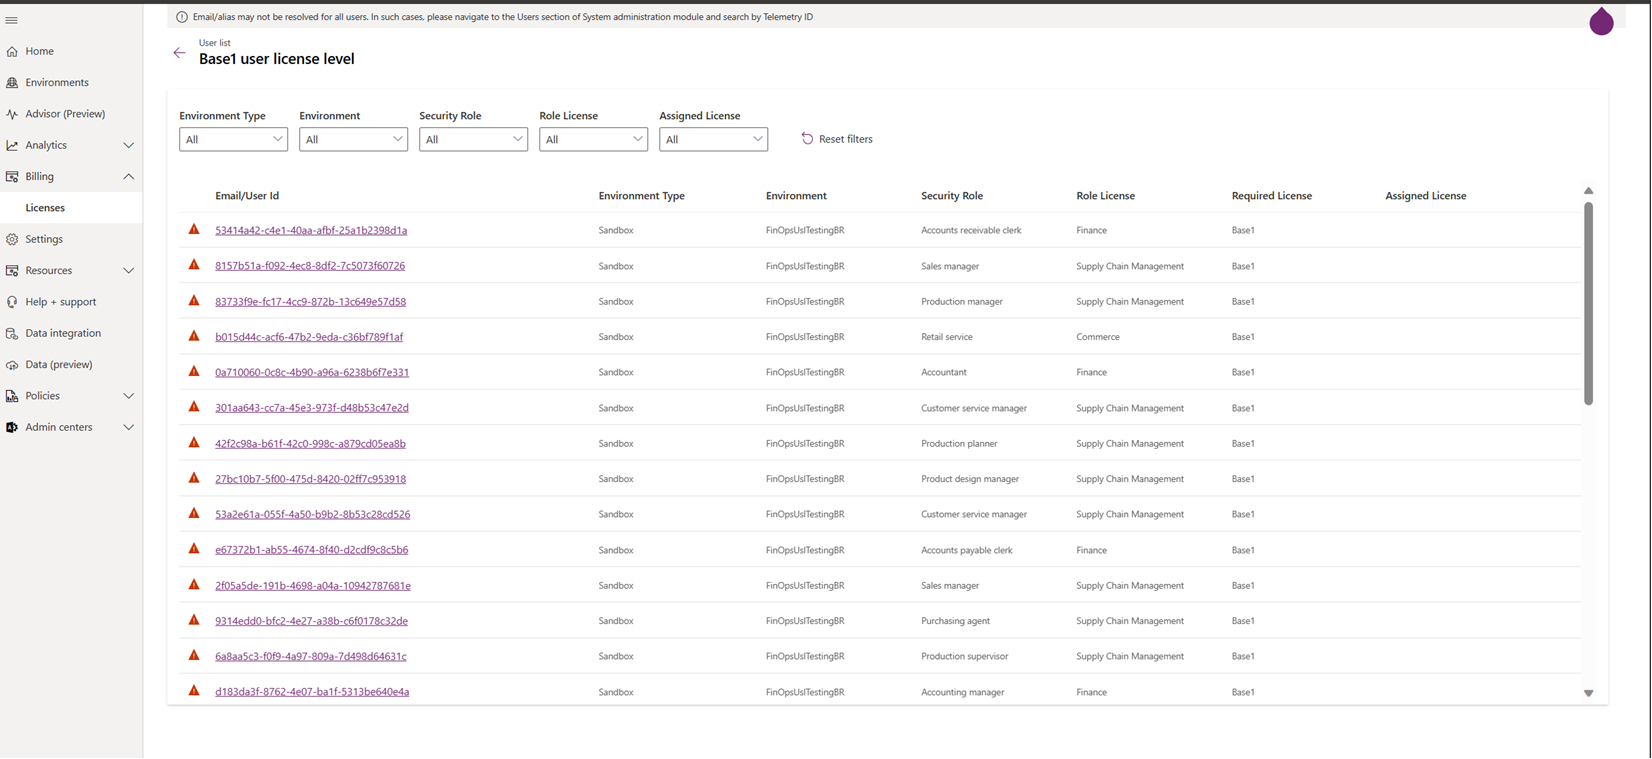 Email/alias may not be resolved for all users. In such cases, please navigate to the Users section of System administration module and search by Telemetry ID
Home
Environments
Advisor (Preview)
Analytics
Billing
Licenses
Settings
Resources
Help + support
Data integration
Data (preview)
Policies
Admin centers
User list
Base1 user license level
Environment Type Environment Security Role Role License Assigned License
All All All All All Reset filters
Email/User Id Environment Type Environment Security Role Role License Required License Assigned License
53414a42-c4e1-40aa-afbf-25a1b2398d1a Sandbox FinOpsUslTestingBR Accounts receivable clerk Finance Base1
8157b51a-f092-4ec8-8df2-7c5073f60726 Sandbox FinOpsUslTestingBR Sales manager Supply Chain Management Base1
83733f9e-fc17-4cc9-872b-13c649e57d58 Sandbox FinOpsUslTestingBR Production manager Supply Chain Management Base1
b015d44c-acf6-47b2-9eda-c36bf789f1af Sandbox FinOpsUslTestingBR Retail service Commerce Base1
0a710060-0c8c-4b90-a96a-6238b6f7e331 Sandbox FinOpsUslTestingBR Accountant Finance Base1
301aa643-cc7a-45e3-973f-d48b53c47e2d Sandbox FinOpsUslTestingBR Customer service manager Supply Chain Management Base1
42f2c98a-b61f-42c0-998c-a879cd05ea8b Sandbox FinOpsUslTestingBR Production planner Supply Chain Management Base1
27bc10b7-5f00-475d-8420-02ff7c953918 Sandbox FinOpsUslTestingBR Product design manager Supply Chain Management Base1
53a2e61a-055f-4a50-b9b2-8b53c28cd526 Sandbox FinOpsUslTestingBR Customer service manager Supply Chain Management Base1
e67372b1-ab55-4674-8f40-d2cdf9c8c5b6 Sandbox FinOpsUslTestingBR Accounts payable clerk Finance Base1
2f05a5de-191b-4698-a04a-10942787681e Sandbox FinOpsUslTestingBR Sales manager Supply Chain Management Base1
9314edd0-bfc2-4e27-a38b-c6f0178c32de Sandbox FinOpsUslTestingBR Purchasing agent Supply Chain Management Base1
6a8aa5c3-f0f9-4a97-809a-7d498d64631c Sandbox FinOpsUslTestingBR Production supervisor Supply Chain Management Base1
d183da3f-8762-4e07-ba1f-5313be640e4a Sandbox FinOpsUslTestingBR Accounting manager Finance Base1